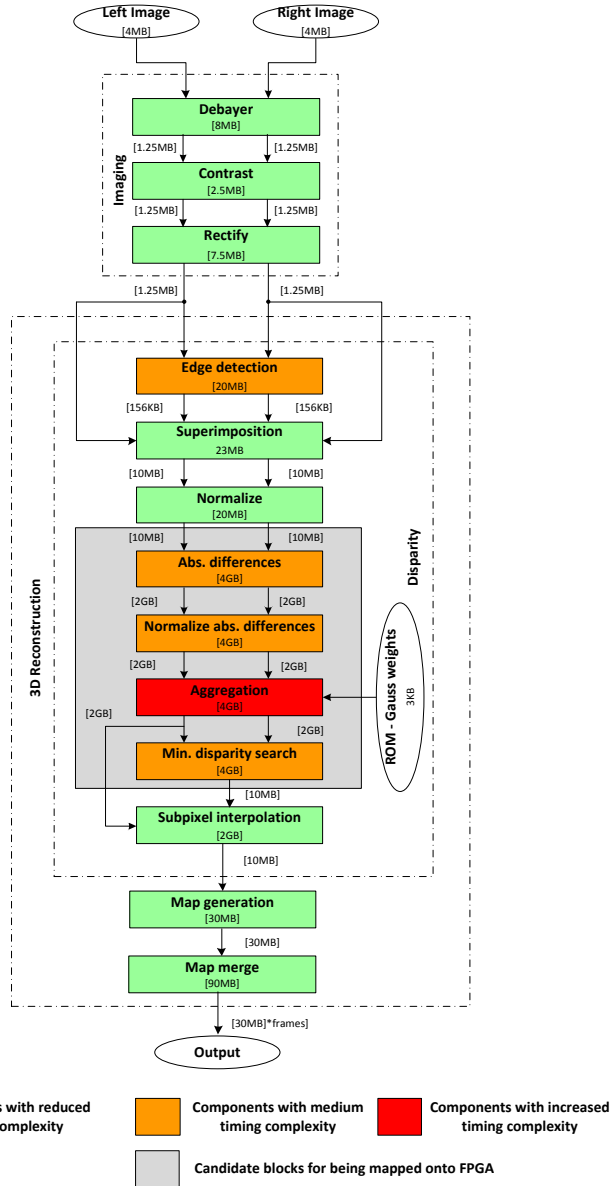 Left Image
[4MB]
Right Image
[4MB]
Debayer
[8MB]
[1.25MB]
[1.25MB]
Contrast
[2.5MB]
[1.25MB]
[1.25MB]
Rectify
[7.5MB]
Imaging
[1.25MB]
[1.25MB]
Edge detection
[20MB]
[156KB]
[156KB]
Superimposition
23MB
[10MB]
[10MB]
Normalize
[20MB]
[10MB]
[10MB]
Abs. differences
[4GB]
[2GB]
[2GB]
Normalize abs. differences
[4GB]
[2GB]
[2GB]
Aggregation
[4GB]
[2GB]
[2GB]
Min. disparity search
[4GB]
[10MB]
Subpixel interpolation
[2GB]
[10MB]
Disparity
3D Reconstruction
ROM - Gauss weights
3KB
Map generation
[30MB]
[30MB]
Map merge
[90MB]
[30MB]*frames]
Output
s with reduced
omplexity
Components with medium
timing complexity
Components with increased
timing complexity
Candidate blocks for being mapped onto FPGA